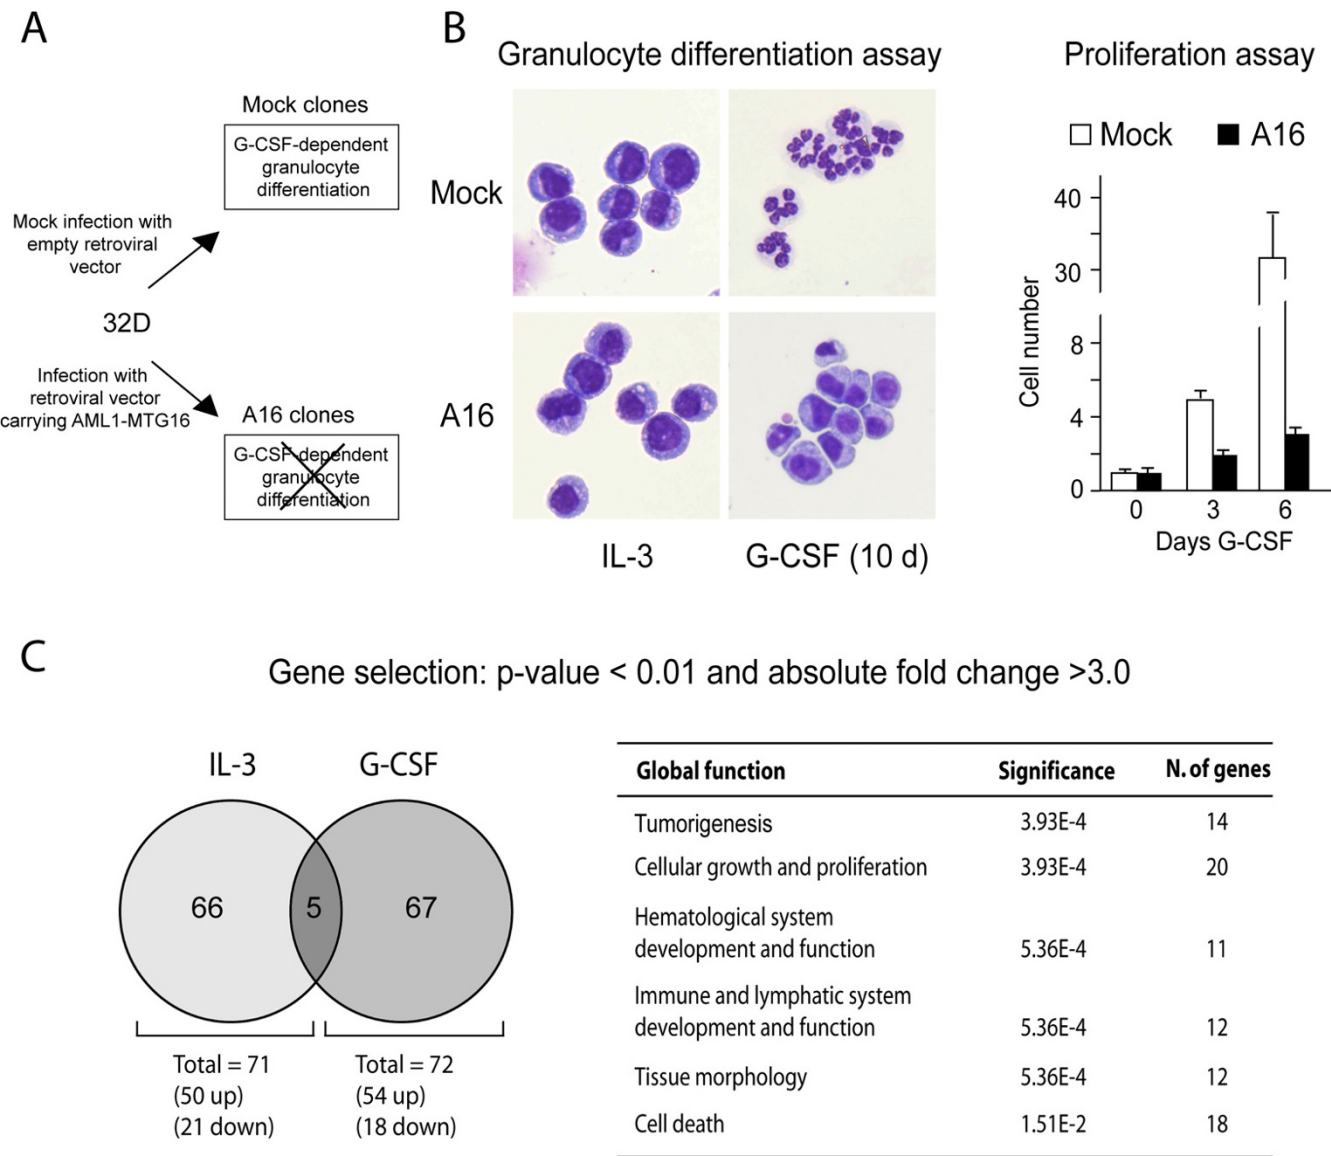 A
Mock clones
G-CSF-dependent
granulocyte
differentiation
Mock infection with
empty retroviral
vector
32D
Infection with
retroviral vector
carrying AML1-MTG16
A16 clones
G-CSF-dependent
granulocyte
differentiation
B
Granulocyte differentiation assay
Mock
A16
IL-3
G-CSF (10 d)
Proliferation assay
Mock
A16
Cell number
40
30
8
4
0
0 3 6
Days G-CSF
C
Gene selection: p-value < 0.01 and absolute fold change >3.0
IL-3
G-CSF
66
5
67
Total = 71
(50 up)
(21 down)
Total = 72
(54 up)
(18 down)
Global function Significance N. of genes
Tumorigenesis 3.93E-4 14
Cellular growth and proliferation 3.93E-4 20
Hematological system
development and function 5.36E-4 11
Immune and lymphatic system
development and function 5.36E-4 12
Tissue morphology 5.36E-4 12
Cell death 1.51E-2 18